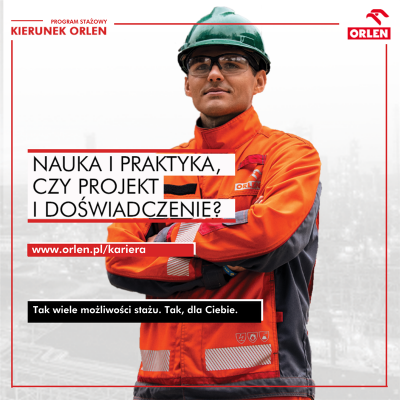 PROGRAM STAŻOWY
KIERUNEK ORLEN
ORLEN
NAUKA I PRAKTYKA,
CZY PROJEKT
I DOŚWIADCZENIE?
ORLEN
www.orlen.pl/kariera
Tak wiele możliwości stażu. Tak, dla Ciebie.